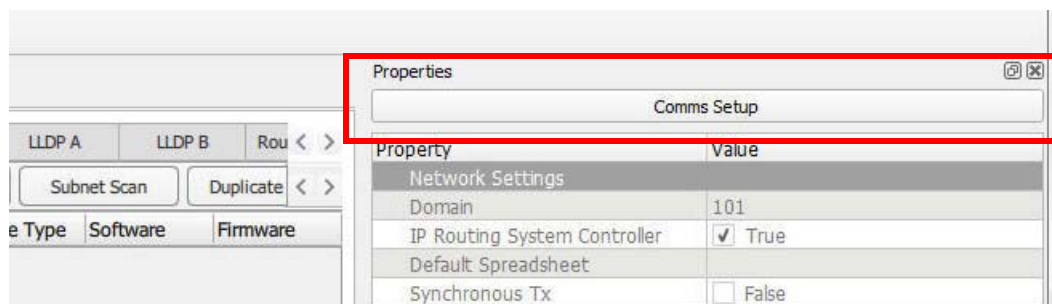 Properties
Comms Setup
LLDP A LLDP B Rou
Subnet Scan Duplicate
e Type Software Firmware
Property Value
Network Settings
Domain 101
IP Routing System Controller True
Default Spreadsheet
Synchronous Tx False